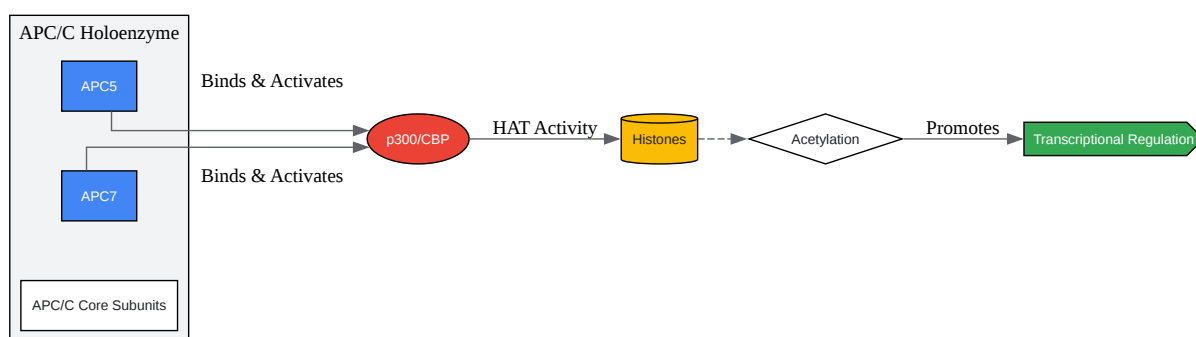 APC/C Holoenzyme
APC5
Binds & Activates
p300/CBP
HAT Activity
Histones
Acetylation
Promotes
Transcriptional Regulation
APC7
Binds & Activates
APC/C Core Subunits